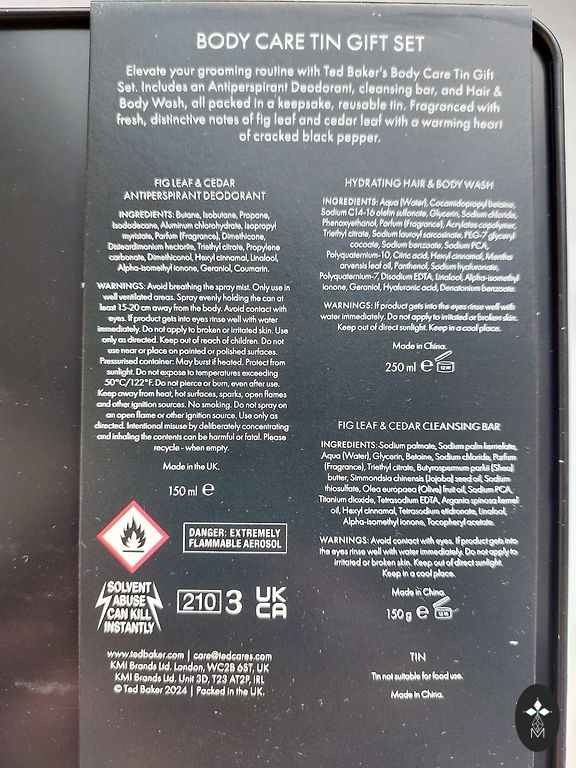 BODY CARE TIN GIFT SET
Elevate your grooming routine with Ted Baker's Body Care Tin Gift
Set. Includes an Antiperspirant Deodorant, cleansing bar, and Hair &
Body Wash, all packed in a keepsake, reusable tin. Fragranced with
fresh, distinctive notes of fig leaf and cedar leaf with a warming heart
of cracked black pepper.
FIG LEAF & CEDAR
ANTIPERSPIRANT DEODORANT
INGREDIENTS: Butane, Isobutane, Propane,
Isododecane, Aluminum chlorohydrate, Isopropyl
myristate, Parfum (Fragrance), Dimethicone,
Disteardimonium hectorite, Triethyl citrate, Propylene
carbonate, Dimethiconol, Hexyl cinnamal, Linalool,
Alpha-isomethyl ionone, Geraniol, Coumarin.
WARNINGS: Avoid breathing the spray mist. Only use in
well ventilated areas. Spray evenly holding the can at
least 15-20 cm away from the body. Avoid contact with
eyes. If product gets into eyes rinse well with water
immediately. Do not apply to broken or irritated skin. Use
only as directed. Keep out of reach of children. Do not
use near or place on painted or polished surfaces.
Pressurised container: May burst if heated. Protect from
sunlight. Do not expose to temperatures exceeding
50°C/122°F. Do not pierce or burn, even after use.
Keep away from heat, hot surfaces, sparks, open flames
and other ignition sources. No smoking. Do not spray on
an open flame or other ignition source. Use only as
directed. Intentional misuse by deliberately concentrating
and inhaling the contents can be harmful or fatal. Please
recycle - when empty.
Made in the UK.
150 ml ℮
DANGER: EXTREMELY
FLAMMABLE AEROSOL
SOLVENT
ABUSE
CAN KILL
INSTANTLY
210 3 UK
CA
www.tedbaker.com | care@tedcares.com
KMI Brands Ltd. London, WC2B 6ST, UK
KMI Brands Ltd. Unit 3D, T23 AT2P, IRL
© Ted Baker 2024 | Packed in the UK.
HYDRATING HAIR & BODY WASH
INGREDIENTS: Aqua (Water), Cocamidopropyl betaine,
Sodium C14-16 olefin sulfonate, Glycerin, Sodium chloride,
Phenoxyethanol, Parfum (Fragrance), Acrylates copolymer,
Triethyl citrate, Sodium lauroyl sarcosinate, PEG-7 glyceryl
cocoate, Sodium benzoate, Sodium PCA,
Polyquaternium-10, Citric acid, Hexyl cinnamal, Mentha
arvensis leaf oil, Panthenol, Sodium hyaluronate,
Polyquaternium-7, Disodium EDTA, Linalool, Alpha-isomethyl
ionone, Geraniol, Hyaluronic acid, Denatonium benzoate.
WARNINGS: If product gets into the eyes rinse well with
water immediately. Do not apply to irritated or broken skin.
Keep out of direct sunlight. Keep in a cool place.
Made in China.
250 ml ℮ 12 M
FIG LEAF & CEDAR CLEANSING BAR
INGREDIENTS: Sodium palmate, Sodium palm kernelate,
Aqua (Water), Glycerin, Betaine, Sodium chloride, Parfum
(Fragrance), Triethyl citrate, Butyrospermum parkii (Shea)
butter, Simmondsia chinensis (Jojoba) seed oil, Sodium
thiosulfate, Olea europaea (Olive) fruit oil, Sodium PCA,
Titanium dioxide, Tetrasodium EDTA, Argania spinosa kernel
oil, Hexyl cinnamal, Tetrasodium etidronate, Linalool,
Alpha-isomethyl ionone, Tocopheryl acetate.
WARNINGS: Avoid contact with eyes. If product gets into
the eyes rinse well with water immediately. Do not apply to
irritated or broken skin. Keep out of direct sunlight.
Keep in a cool place.
Made in China.
150 g ℮ 12 M
TIN
Tin not suitable for food use.
Made in China.
M